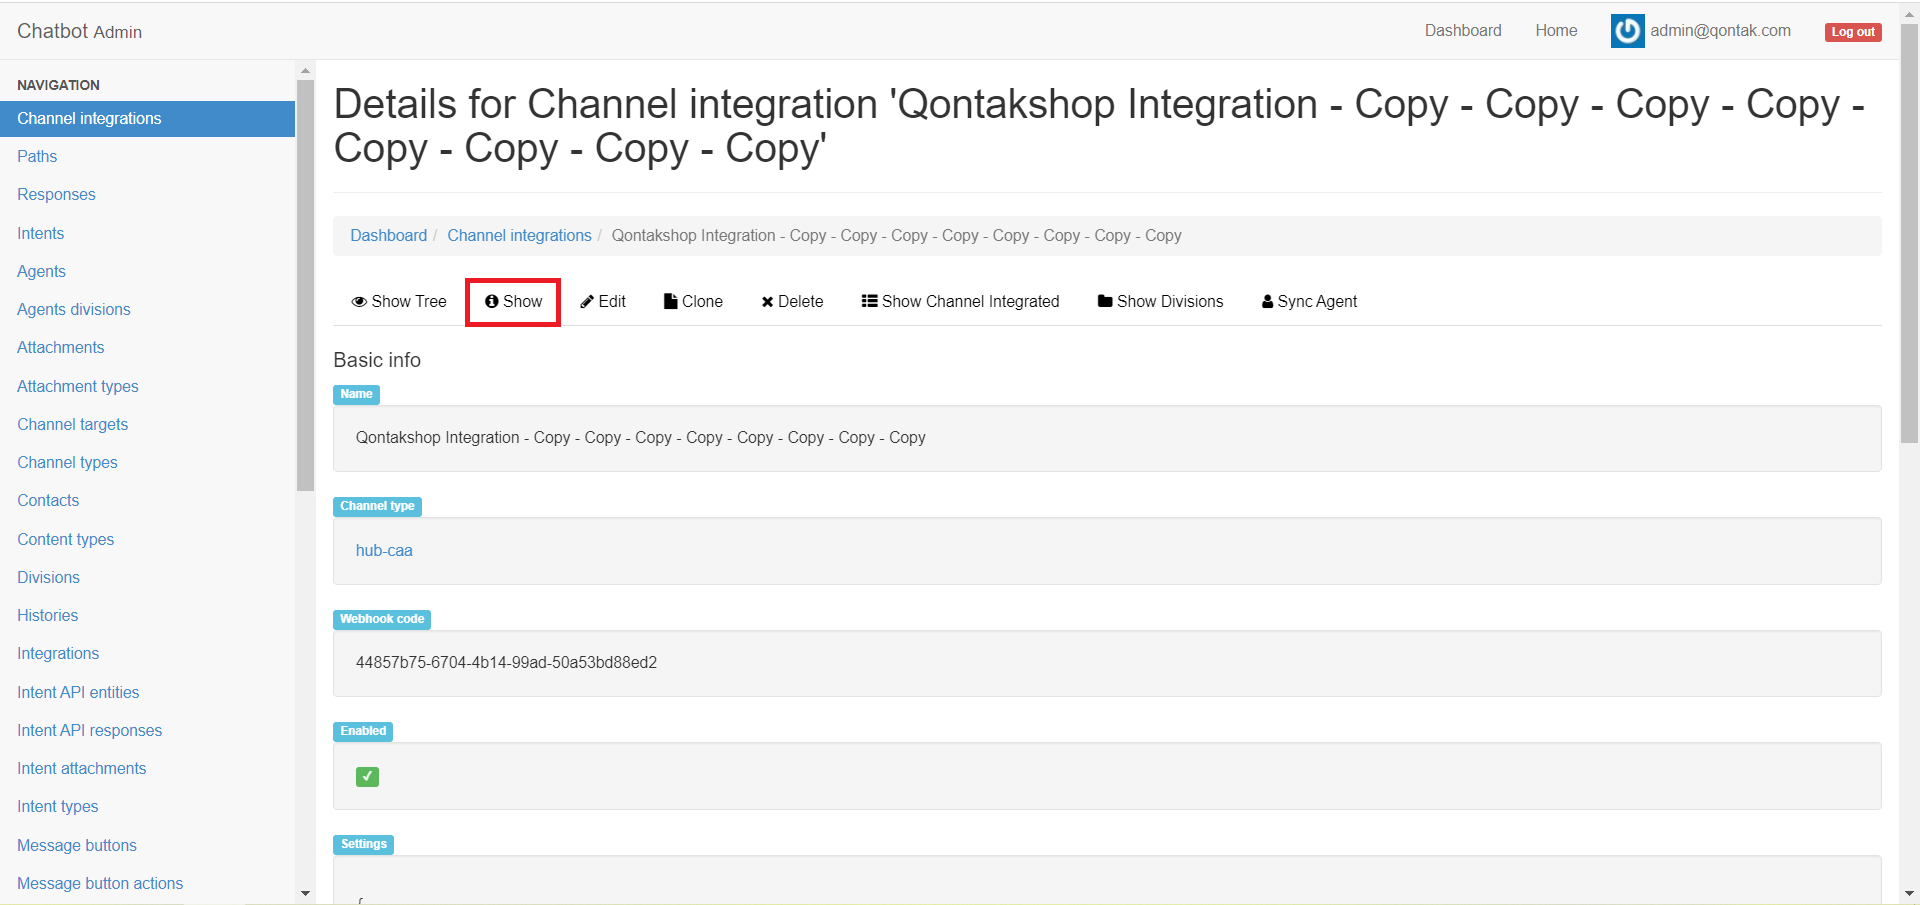 Chatbot Admin
Dashboard
Home
admin@qontak.com
Log out
NAVIGATION
Channel integrations
Paths
Responses
Intents
Agents
Agents divisions
Attachments
Attachment types
Channel targets
Channel types
Contacts
Content types
Divisions
Histories
Integrations
Intent API entities
Intent API responses
Intent attachments
Intent types
Message buttons
Message button actions
Details for Channel integration 'Qontakshop Integration - Copy - Copy - Copy - Copy -
Copy - Copy - Copy - Copy'
Dashboard / Channel integrations / Qontakshop Integration - Copy - Copy - Copy - Copy - Copy - Copy - Copy - Copy
Show Tree
Show
Edit
Clone
Delete
Show Channel Integrated
Show Divisions
Sync Agent
Basic info
Name
Qontakshop Integration - Copy - Copy - Copy - Copy - Copy - Copy - Copy - Copy
Channel type
hub-caa
Webhook code
44857b75-6704-4b14-99ad-50a53bd88ed2
Enabled
Settings
{